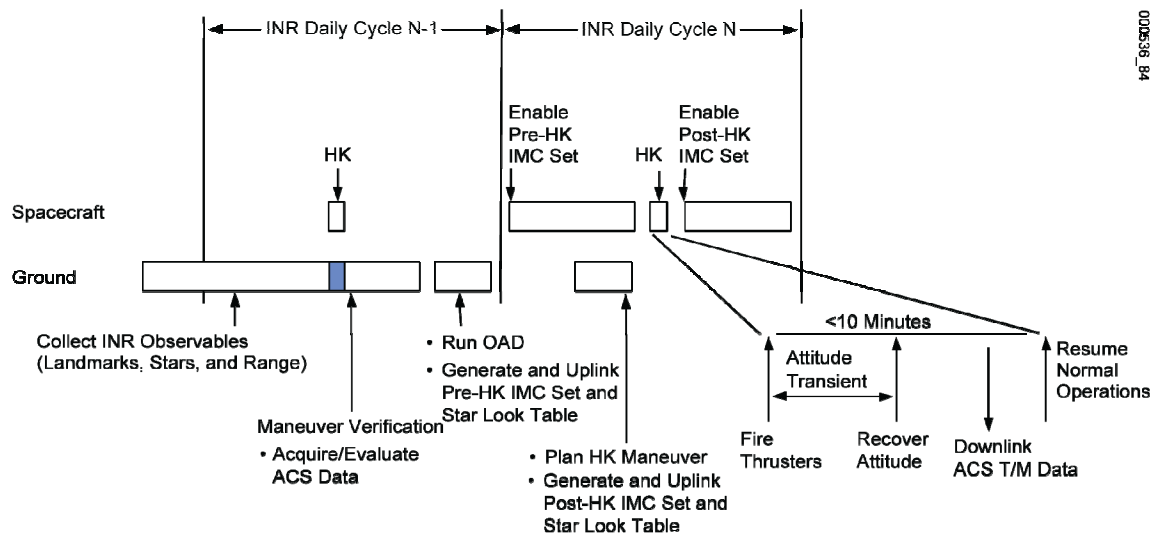 INR Daily Cycle N-1
INR Daily Cycle N
000536_84
Enable
Pre-HK
IMC Set
Enable
Post-HK
IMC Set
HK
HK
Spacecraft
Ground
Collect INR Observables
(Landmarks, Stars, and Range)
Maneuver Verification
• Acquire/Evaluate
ACS Data
• Run OAD
• Generate and Uplink
Pre-HK IMC Set and
Star Look Table
• Plan HK Maneuver
• Generate and Uplink
Post-HK IMC Set and
Star Look Table
<10 Minutes
Attitude
Transient
Fire
Thrusters
Recover
Attitude
Downlink
ACS T/M Data
Resume
Normal
Operations